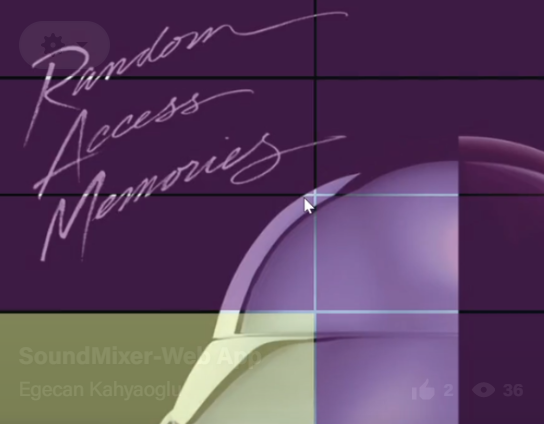 Random
Access
Memories
SoundMixer-Web App
Egecan Kahyaoglu
2 36